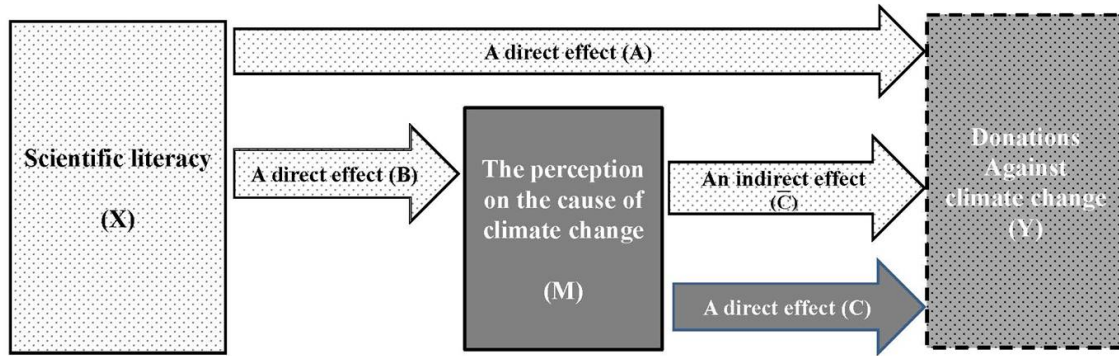 A direct effect (A)
Scientific literacy
(X)
A direct effect (B)
The perception
on the cause of
climate change
(M)
An indirect effect
(C̅)
A direct effect (C)
Donations
Against
climate change
(Y)